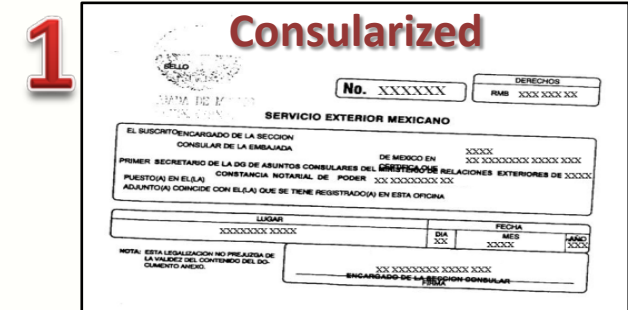 1
Consularized
SELLO
No. XXXXXX
DERECHOS
RMB XXX XXX XX
SERVICIO EXTERIOR MEXICANO
EL SUSCRITO ENCARGADO DE LA SECCION
CONSULAR DE LA EMBAJADA
DE MEXICO EN XXXX
CERTIFICA QUE XX XXXXXXX XXXX XXX
PRIMER SECRETARIO DE LA DG DE ASUNTOS CONSULARES DEL MINISTERIO DE RELACIONES EXTERIORES DE XXXX
PUESTO(A) EN EL(LA) CONSTANCIA NOTARIAL DE PODER XX XXXXXXX XX
ADJUNTO(A) COINCIDE CON EL(LA) QUE SE TIENE REGISTRADO(A) EN ESTA OFICINA
LUGAR
FECHA
XXXXXXX XXXX
DIA MES AÑO
XX XXXX XXX
NOTA: ESTA LEGALIZACION NO PREJUZGA DE
LA VALIDEZ DEL CONTENIDO DEL DO-
CUMENTO ANEXO.
XX XXXXXXX XXXX XXX
ENCARGADO DE LA SECCION CONSULAR
FIRMA